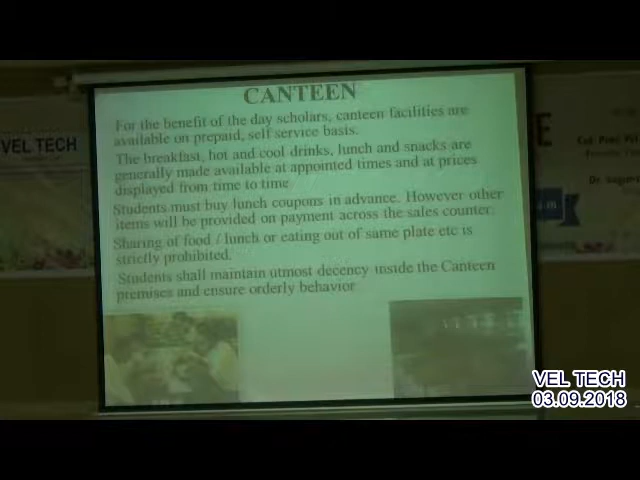 CANTEEN
For the benefit of the day scholars, canteen facilities are
available on prepaid, self service basis.
The breakfast, hot and cool drinks, lunch and snacks are
generally made available at appointed times and at prices
displayed from time to time
Students must buy lunch coupons in advance. However other
items will be provided on payment across the sales counter.
Sharing of food / lunch or eating out of same plate etc is
strictly prohibited.
Students shall maintain utmost decency inside the Canteen
premises and ensure orderly behavior
VEL TECH
VEL TECH
03.09.2018